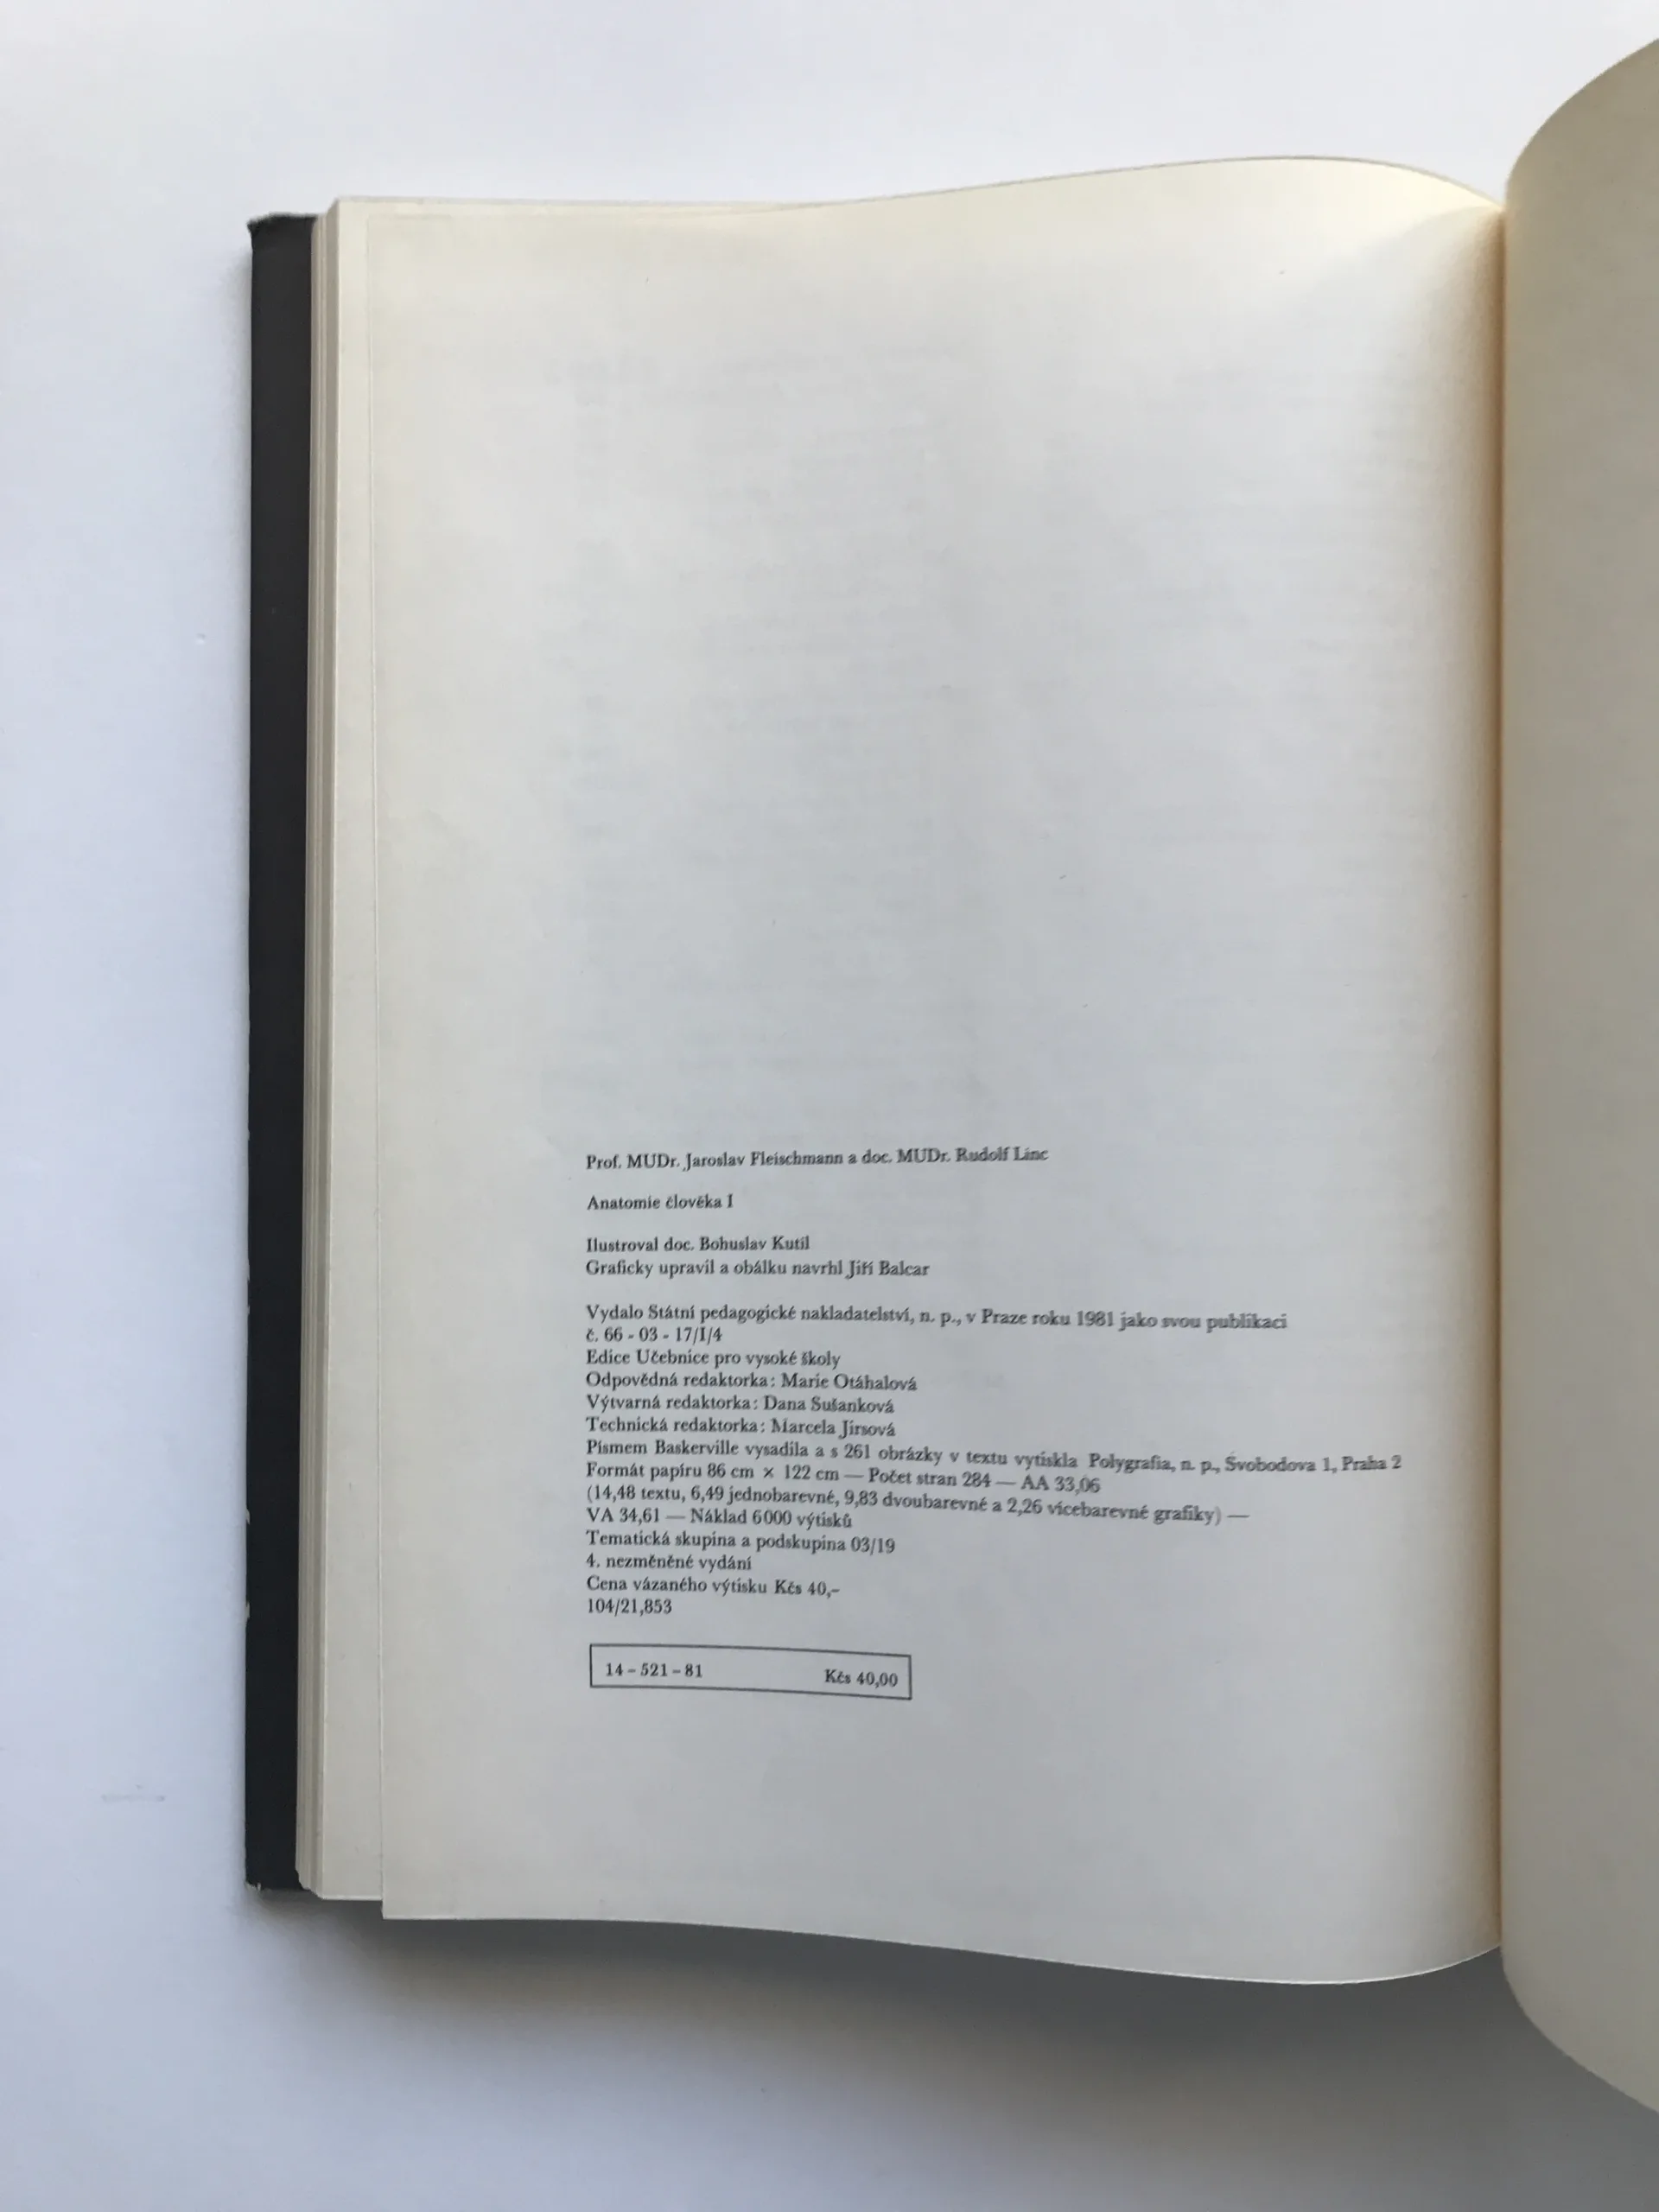 Prof. MUDr. Jaroslav Fleischmann a doc. MUDr. Rudolf Linc
Anatomie člověka I
Ilustroval doc. Bohuslav Kutil
Graficky upravil a obálku navrhl Jiří Balcar
Vydalo Státní pedagogické nakladatelství, n. p., v Praze roku 1981 jako svou publikaci
č. 66 - 03 - 17/I/4
Edice Učebnice pro vysoké školy
Odpovědná redaktorka: Marie Otáhalová
Výtvarná redaktorka: Dana Sušanková
Technická redaktorka: Marcela Jirsová
Písmem Baskerville vysadila a s 261 obrázky v textu vytiskla Polygrafia, n. p., Svobodova 1, Praha 2
Formát papíru 86 cm × 122 cm — Počet stran 284 — AA 33,06
(14,48 textu, 6,49 jednobarevné, 9,83 dvoubarevné a 2,26 vícebarevné grafiky) —
VA 34,61 — Náklad 6000 výtisků
Tematická skupina a podskupina 03/19
4. nezměněné vydání
Cena vázaného výtisku Kčs 40,–
104/21,853
14 – 521 – 81 Kčs 40,00